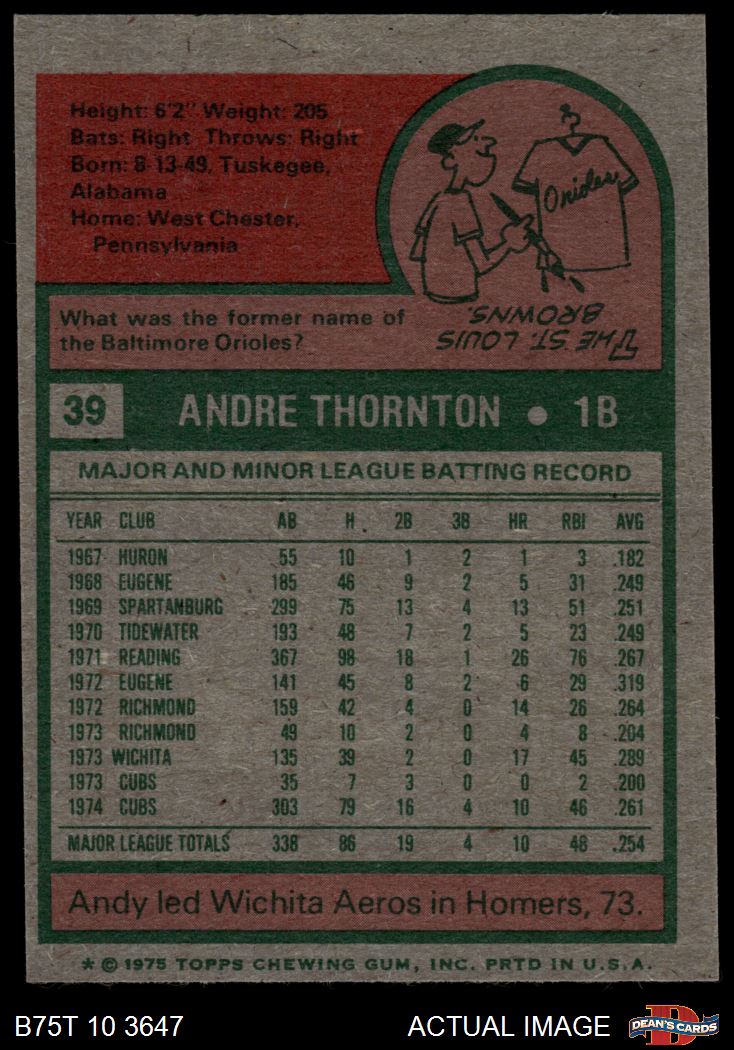 Height: 6'2" Weight: 205
Bats: Right Throws: Right
Born: 8-13-49, Tuskegee,
Alabama
Home: West Chester,
Pennsylvania
Orioles
What was the former name of
the Baltimore Orioles?
THE ST. LOUIS
BROWNS.
39 ANDRE THORNTON • 1B
MAJOR AND MINOR LEAGUE BATTING RECORD
YEAR CLUB AB H. 2B 3B HR RBI AVG
1967 HURON 55 10 1 2 1 3 .182
1968 EUGENE 185 46 9 2 5 31 .249
1969 SPARTANBURG 299 75 13 4 13 51 .251
1970 TIDEWATER 193 48 7 2 5 23 .249
1971 READING 367 98 18 1 26 76 .267
1972 EUGENE 141 45 8 2 6 29 .319
1972 RICHMOND 159 42 4 0 14 26 .264
1973 RICHMOND 49 10 2 0 4 8 .204
1973 WICHITA 135 39 2 0 17 45 .289
1973 CUBS 35 7 3 0 0 2 .200
1974 CUBS 303 79 16 4 10 46 .261
MAJOR LEAGUE TOTALS 338 86 19 4 10 48 .254
Andy led Wichita Aeros in Homers, 73.
* © 1975 TOPPS CHEWING GUM, INC. PRTD IN U.S.A.
B75T 10 3647 ACTUAL IMAGE
D
DEAN'S CARDS